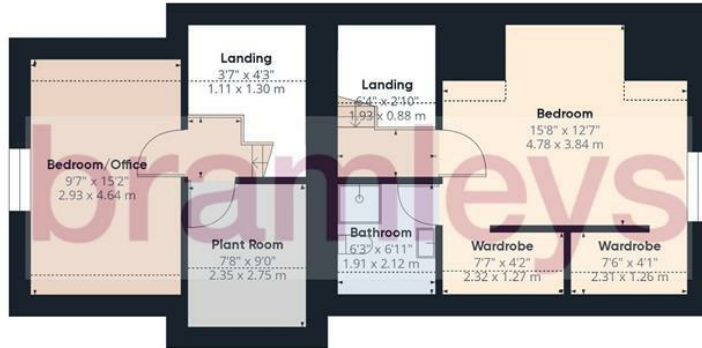 Landing
3'7" x 4'3"
1.11 x 1.30 m
Landing
6'4" x 2'10"
1.93 x 0.88 m
Bedroom
15'8" x 12'7"
4.78 x 3.84 m
Bedroom/Office
9'7" x 15'2"
2.93 x 4.64 m
bramleys
Plant Room
7'8" x 9'0"
2.35 x 2.75 m
Bathroom
6'3" x 6'11"
1.91 x 2.12 m
Wardrobe
7'7" x 4'2"
2.32 x 1.27 m
Wardrobe
7'6" x 4'1"
2.31 x 1.26 m